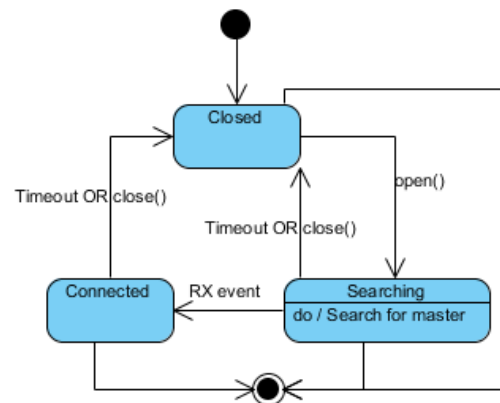 Closed
open()
Timeout OR close()
Timeout OR close()
Connected
RX event
Searching
do / Search for master